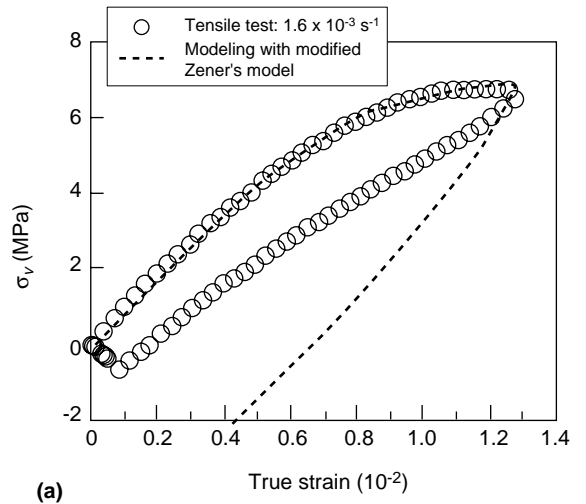 Tensile test: 1.6 x 10⁻³ s⁻¹
Modeling with modified
Zener's model
8
6
4
2
0
-2
σᵥ (MPa)
0 0.2 0.4 0.6 0.8 1.0 1.2 1.4
True strain (10⁻²)
(a)